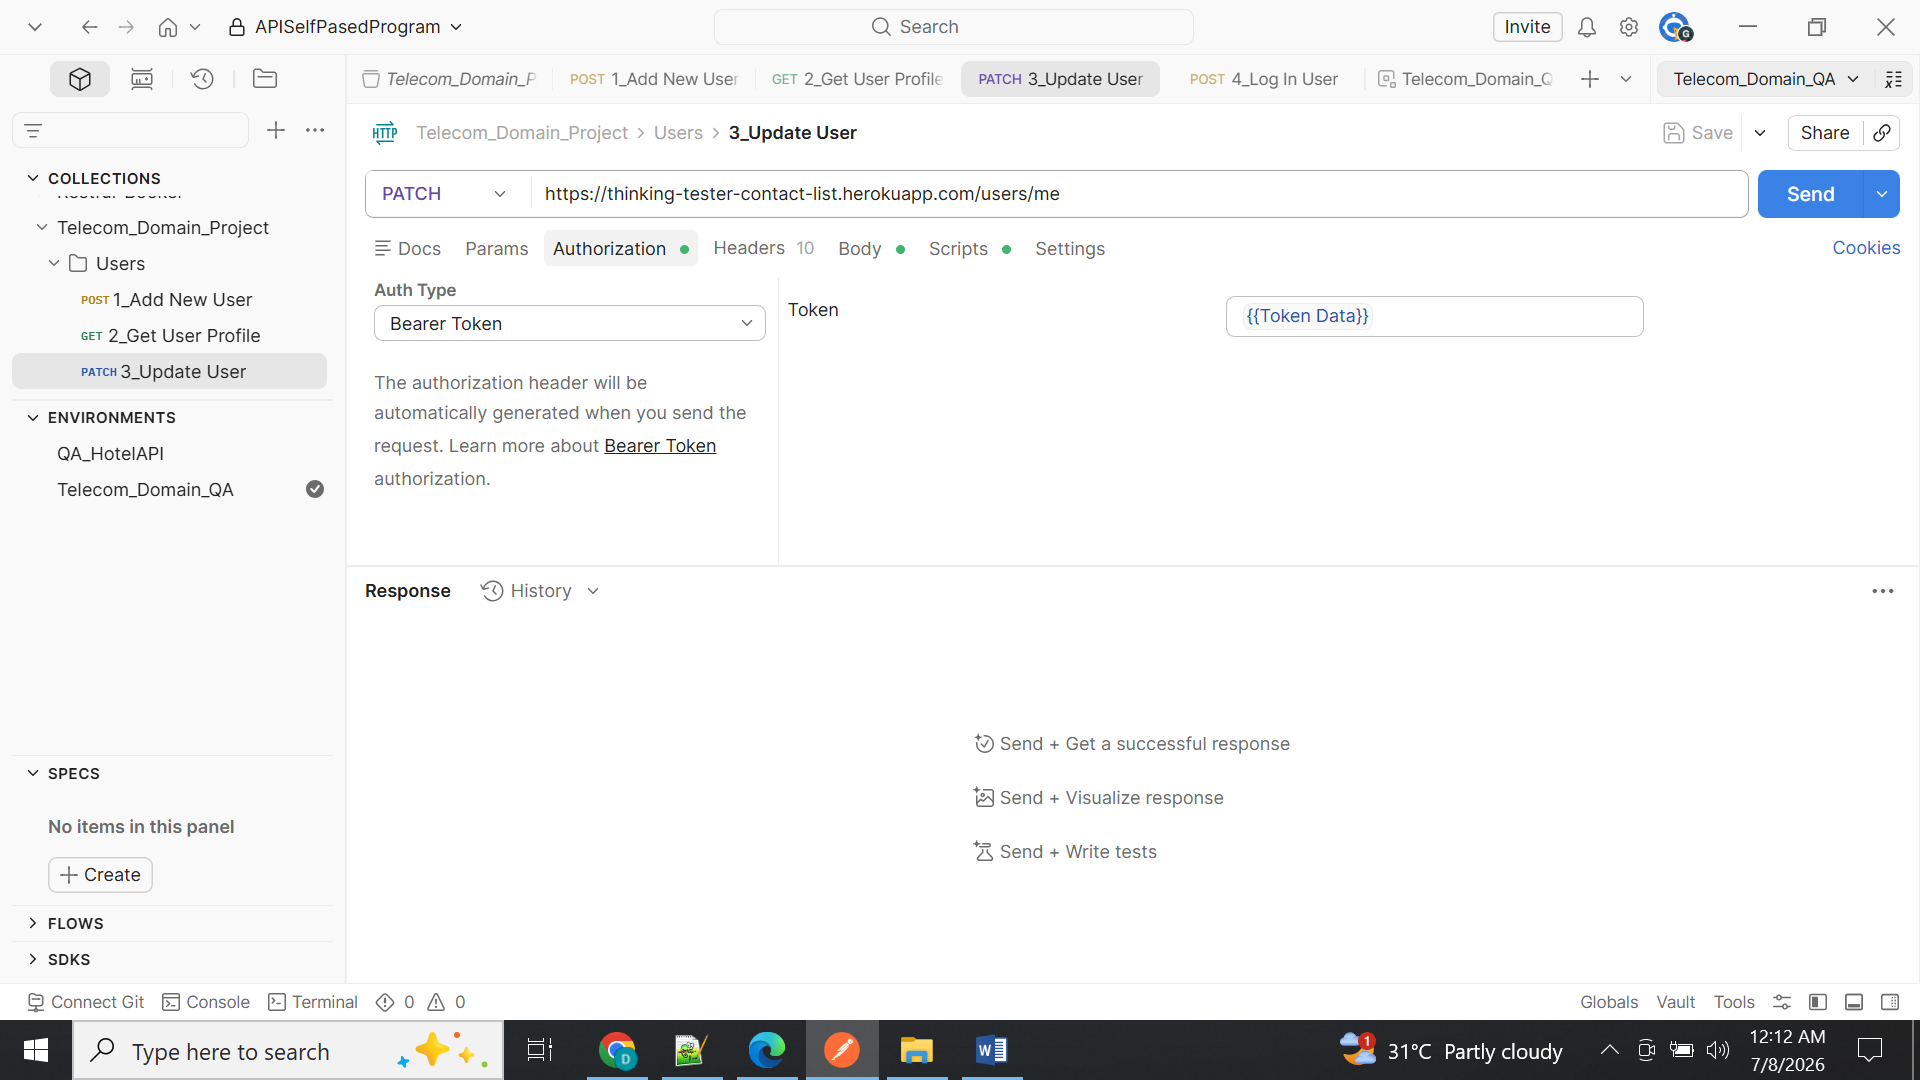 APISelfPasedProgram
Search
Invite
Telecom_Domain_P
POST 1_Add New User
GET 2_Get User Profile
PATCH 3_Update User
POST 4_Log In User
Telecom_Domain_Q
Telecom_Domain_QA
HTTP
Telecom_Domain_Project > Users > 3_Update User
Save
Share
COLLECTIONS
Telecom_Domain_Project
Users
POST 1_Add New User
GET 2_Get User Profile
PATCH 3_Update User
ENVIRONMENTS
QA_HotelAPI
Telecom_Domain_QA
SPECS
No items in this panel
Create
FLOWS
SDKS
PATCH
https://thinking-tester-contact-list.herokuapp.com/users/me
Send
Docs
Params
Authorization
Headers 10
Body
Scripts
Settings
Cookies
Auth Type
Bearer Token
The authorization header will be
automatically generated when you send the
request. Learn more about Bearer Token
authorization.
Token
{{Token Data}}
Response
History
Send + Get a successful response
Send + Visualize response
Send + Write tests
Connect Git
Console
Terminal
0
0
Globals
Vault
Tools
Type here to search
D
W
1
31°C Partly cloudy
12:12 AM
7/8/2026